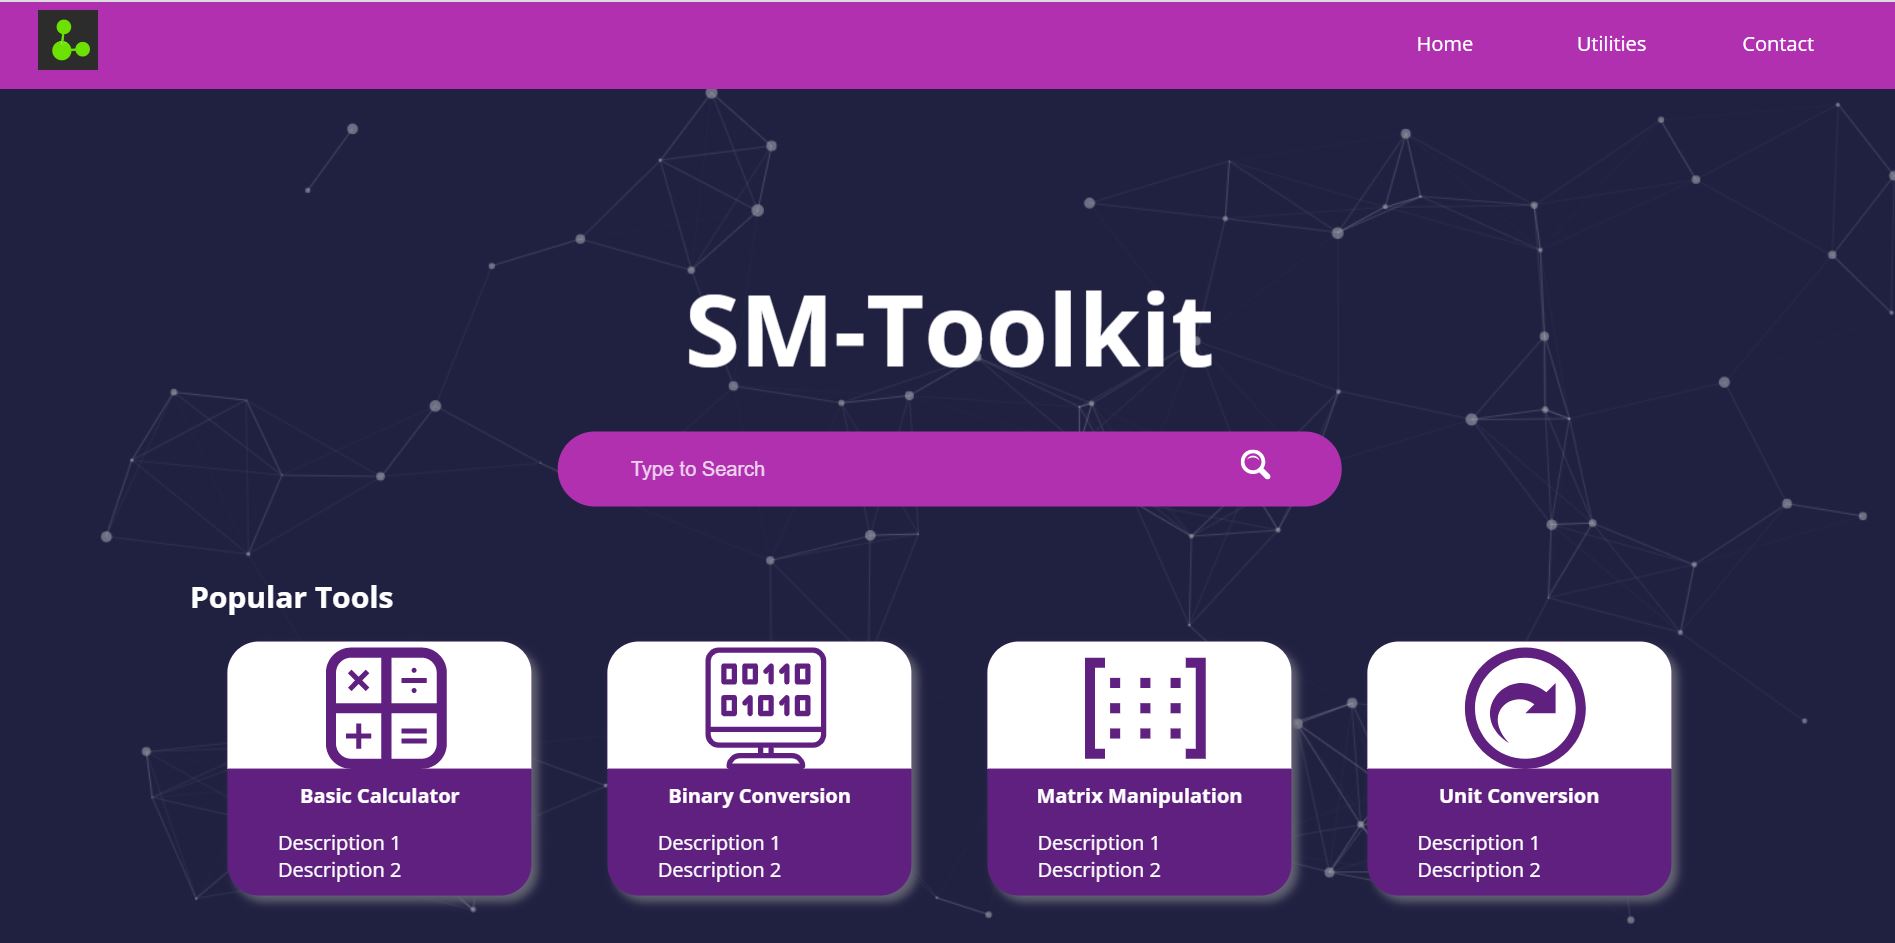 Home Utilities Contact
SM-Toolkit
Type to Search
Popular Tools
00110
01010
Basic Calculator
Description 1
Description 2
Binary Conversion
Description 1
Description 2
Matrix Manipulation
Description 1
Description 2
Unit Conversion
Description 1
Description 2